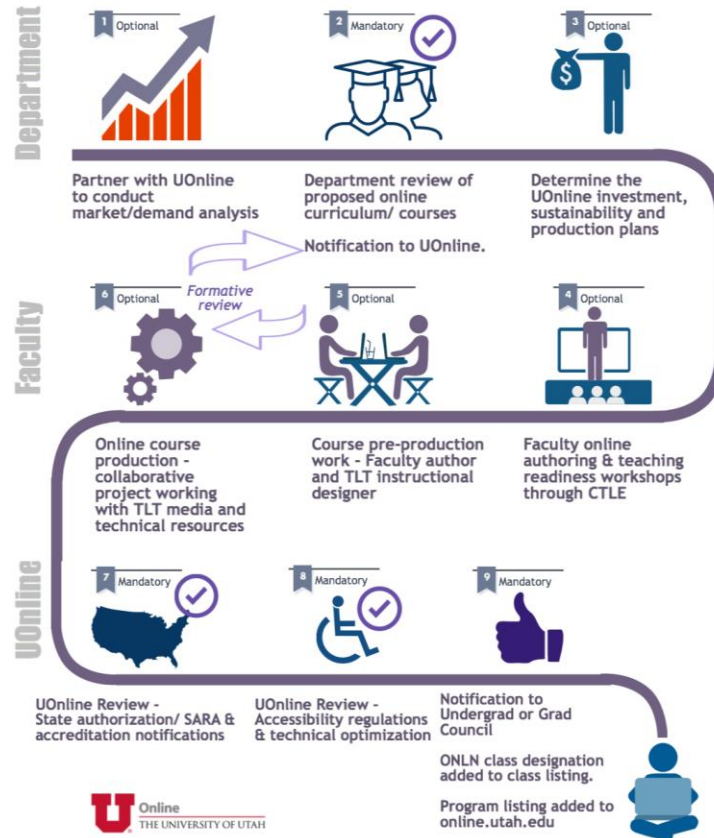 Department
1 Optional
2 Mandatory
3 Optional
$
Partner with UOnline
to conduct
market/demand analysis
Department review of
proposed online
curriculum/ courses
Notification to UOnline.
Determine the
UOnline investment,
sustainability and
production plans
Faculty
6 Optional
Formative
review
5 Optional
4 Optional
Online course
production -
collaborative
project working
with TLT media and
technical resources
Course pre-production
work - Faculty author
and TLT instructional
designer
Faculty online
authoring & teaching
readiness workshops
through CTLE
UOnline
7 Mandatory
8 Mandatory
9 Mandatory
UOnline Review -
State authorization/ SARA &
accreditation notifications
UOnline Review -
Accessibility regulations
& technical optimization
Notification to
Undergrad or Grad
Council
ONLN class designation
added to class listing.
Program listing added to
online.utah.edu
U Online
THE UNIVERSITY OF UTAH